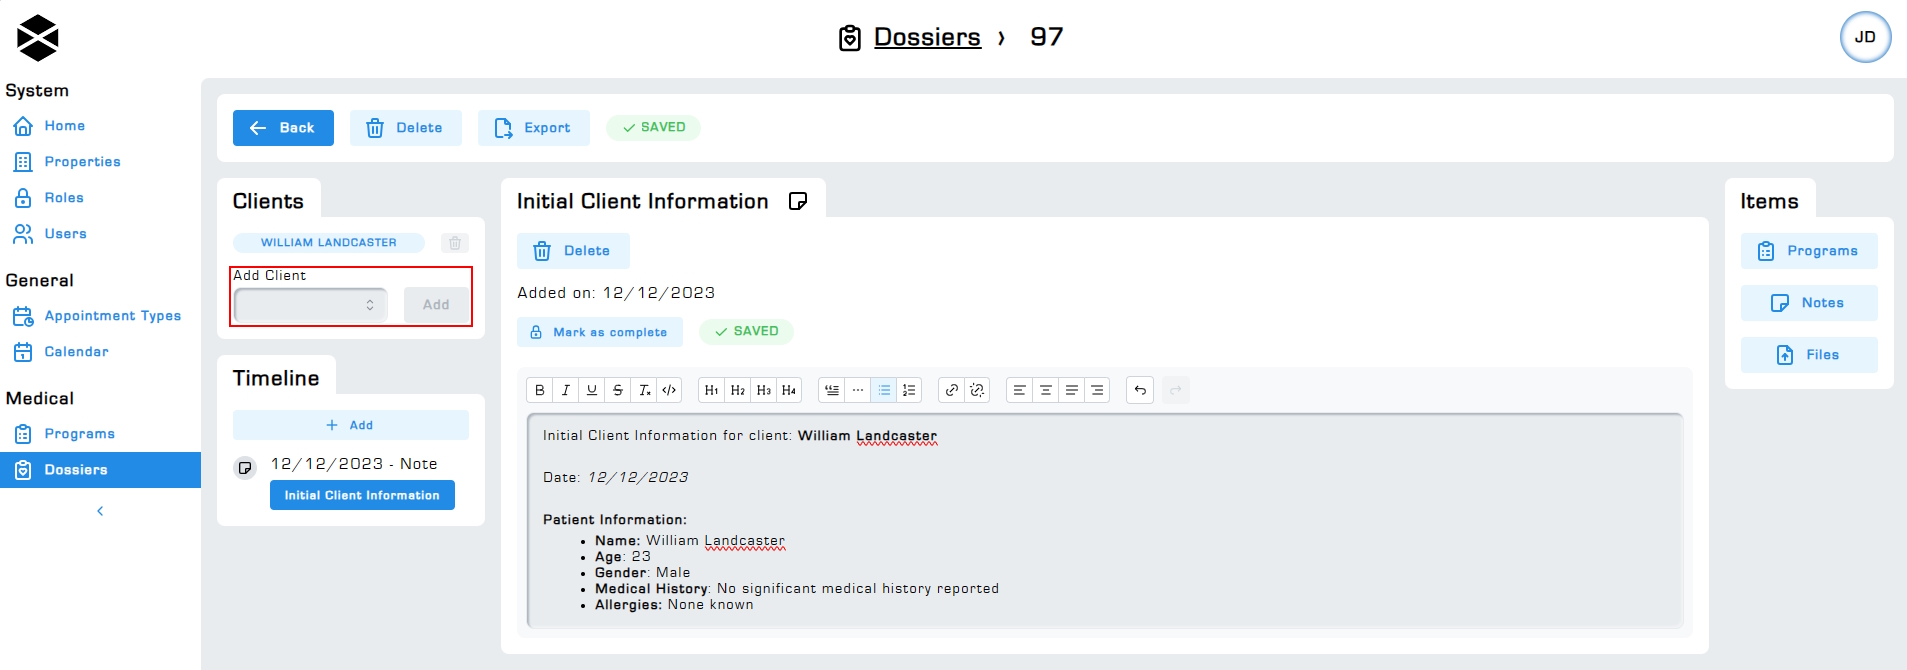 Dossiers › 97
JD
System
Home
Properties
Roles
Users
General
Appointment Types
Calendar
Medical
Programs
Dossiers
Back
Delete
Export
SAVED
Clients
WILLIAM LANDCASTER
Add Client
Add
Timeline
Add
12/12/2023 - Note
Initial Client Information
Initial Client Information
Delete
Added on: 12/12/2023
Mark as complete
SAVED
B I U S Tx </> H1 H2 H3 H4
Initial Client Information for client: William Landcaster
Date: 12/12/2023
Patient Information:
• Name: William Landcaster
• Age: 23
• Gender: Male
• Medical History: No significant medical history reported
• Allergies: None known
Items
Programs
Notes
Files